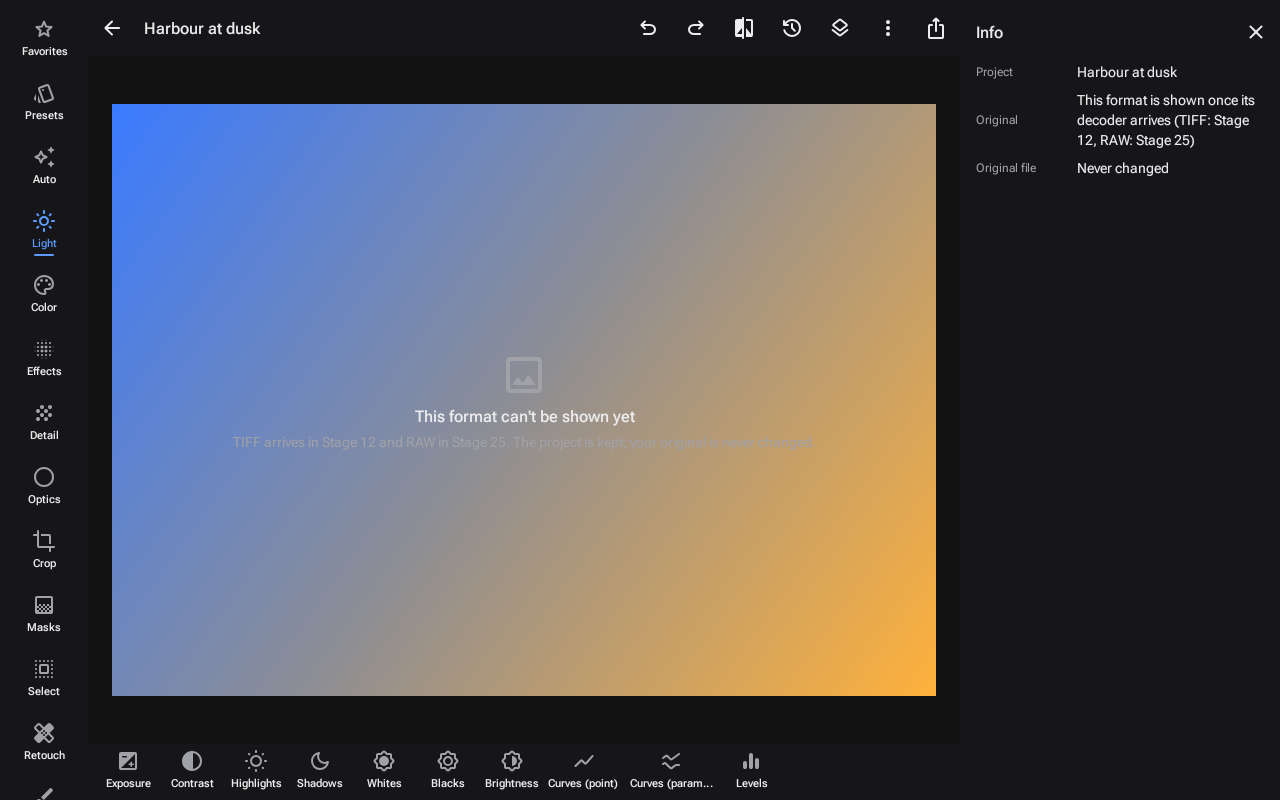 Favorites
Presets
Auto
Light
Color
Effects
Detail
Optics
Crop
Masks
Select
Retouch
Harbour at dusk
This format can't be shown yet
TIFF arrives in Stage 12 and RAW in Stage 25. The project is kept; your original is never changed.
Exposure
Contrast
Highlights
Shadows
Whites
Blacks
Brightness
Curves (point)
Curves (param...
Levels
Info
Project
Harbour at dusk
Original
This format is shown once its
decoder arrives (TIFF: Stage
12, RAW: Stage 25)
Original file
Never changed